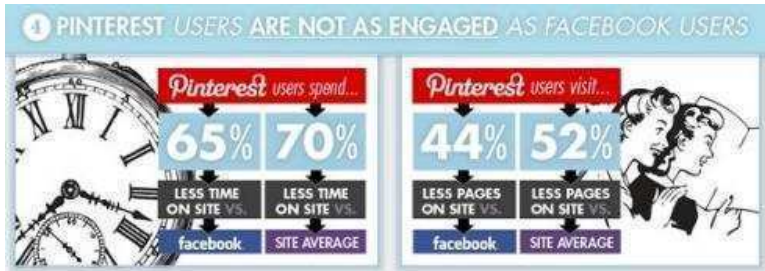 4 PINTEREST USERS ARE NOT AS ENGAGED AS FACEBOOK USERS
Pinterest users spend...
65% 70%
LESS TIME ON SITE VS. LESS TIME ON SITE VS.
facebook SITE AVERAGE
Pinterest users visit...
44% 52%
LESS PAGES ON SITE VS. LESS PAGES ON SITE VS.
facebook SITE AVERAGE